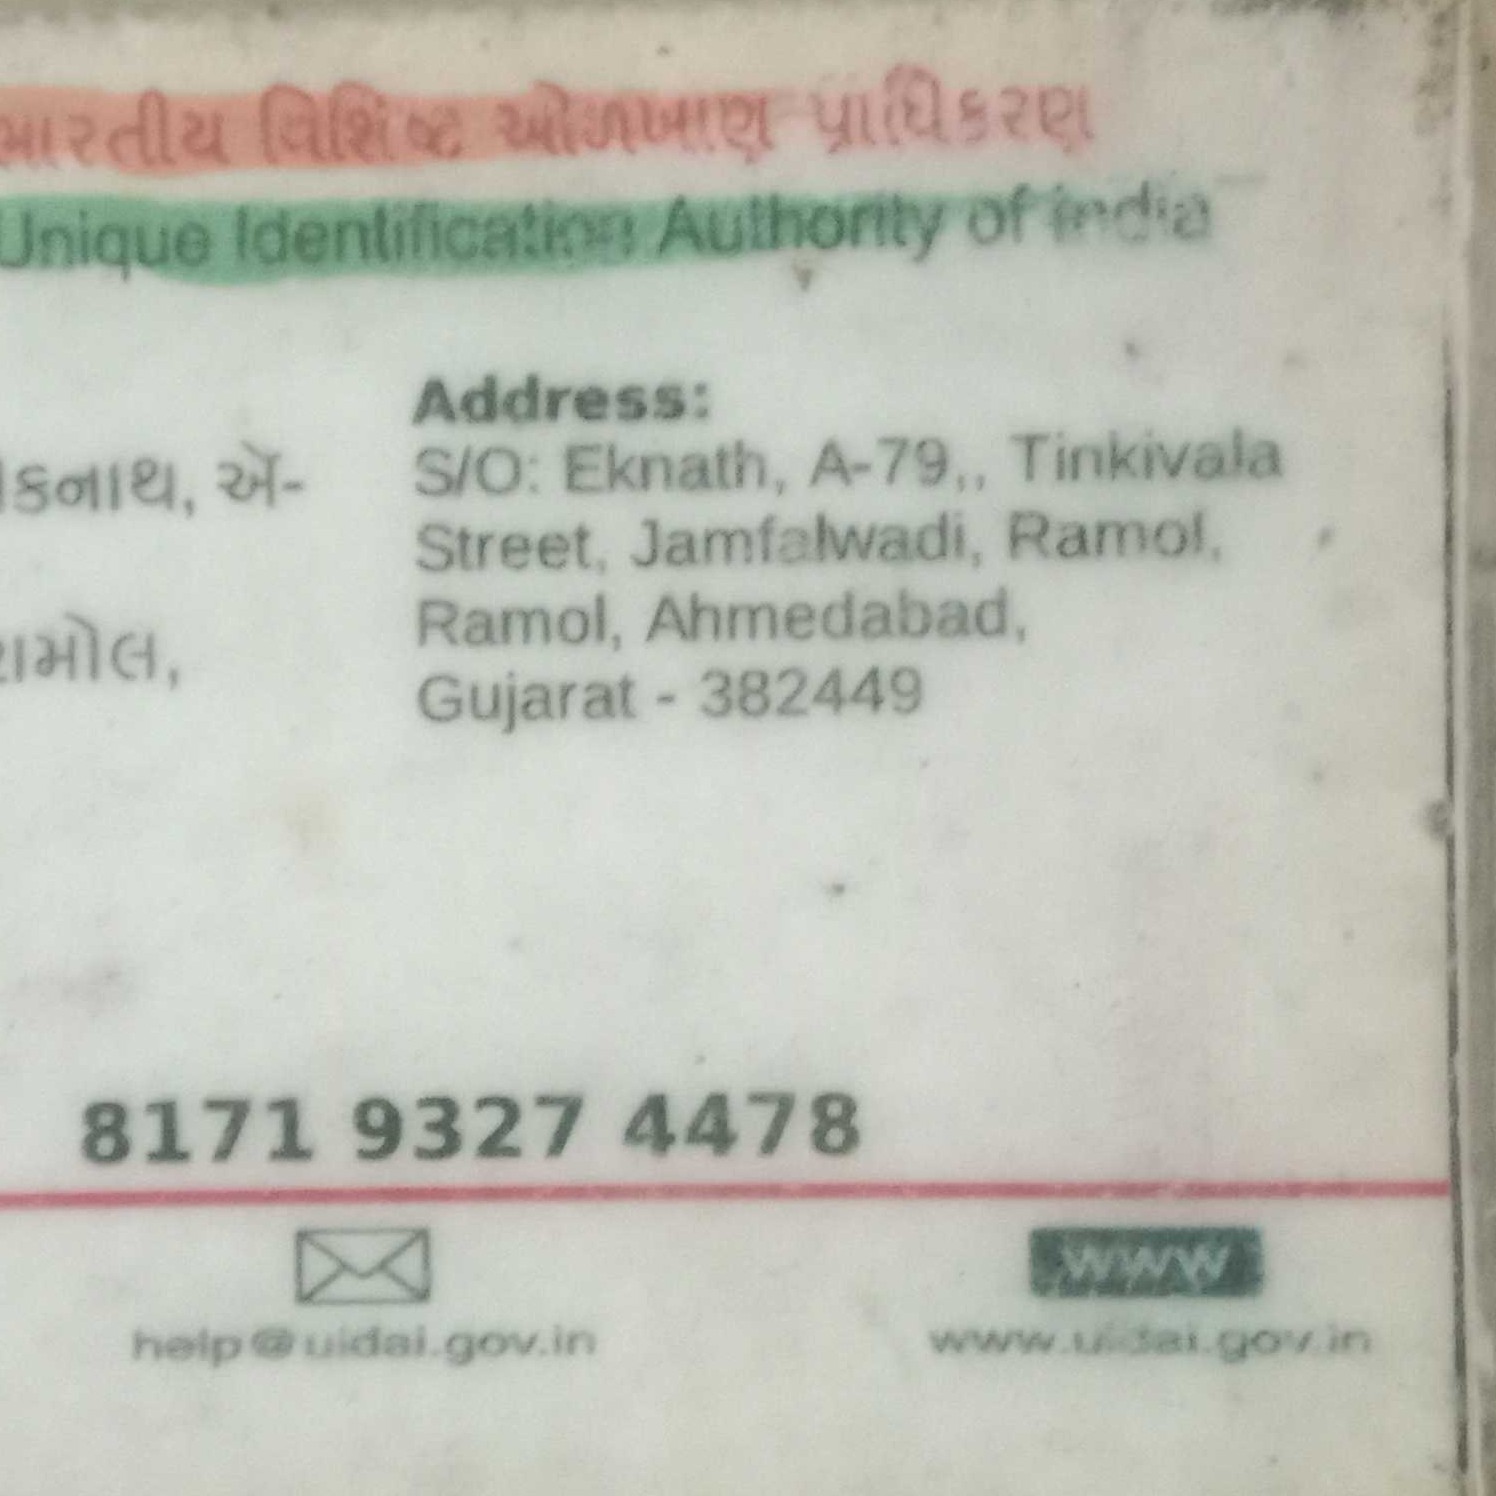 ભારતીય વિશિષ્ટ ઓળખાણ પ્રાધિકરણ
Unique Identification Authority of India
Address:
કનાથ, ઍ-
S/O: Eknath, A-79,, Tinkivala
Street, Jamfalwadi, Ramol,
રામોલ,
Ramol, Ahmedabad,
Gujarat - 382449
8171 9327 4478
www
help@uidai.gov.in
www.uidai.gov.in